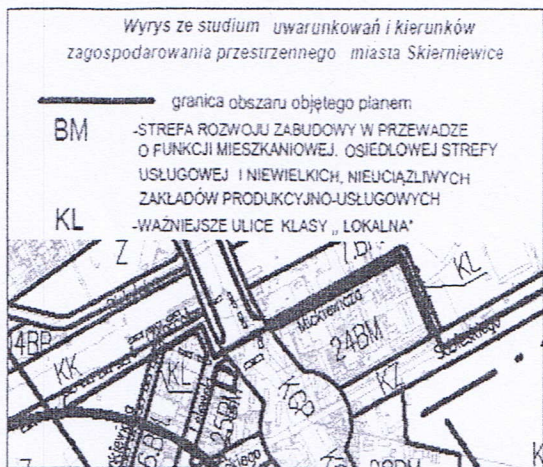 Wyrys ze studium uwarunkowań i kierunków
zagospodarowania przestrzennego miasta Skierniewice
granica obszaru objętego planem
BM -STREFA ROZWOJU ZABUDOWY W PRZEWADZE
O FUNKCJI MIESZKANIOWEJ, OSIEDLOWEJ STREFY
USŁUGOWEJ I NIEWIELKICH, NIEUCIĄŻLIWYCH
ZAKŁADÓW PRODUKCYJNO-USŁUGOWYCH
KL -WAŻNIEJSZE ULICE KLASY „ LOKALNA"
Z
KL
Mickiewicza
24BM
Sobieskiego
KK
KL
KZ
KGP
25BM